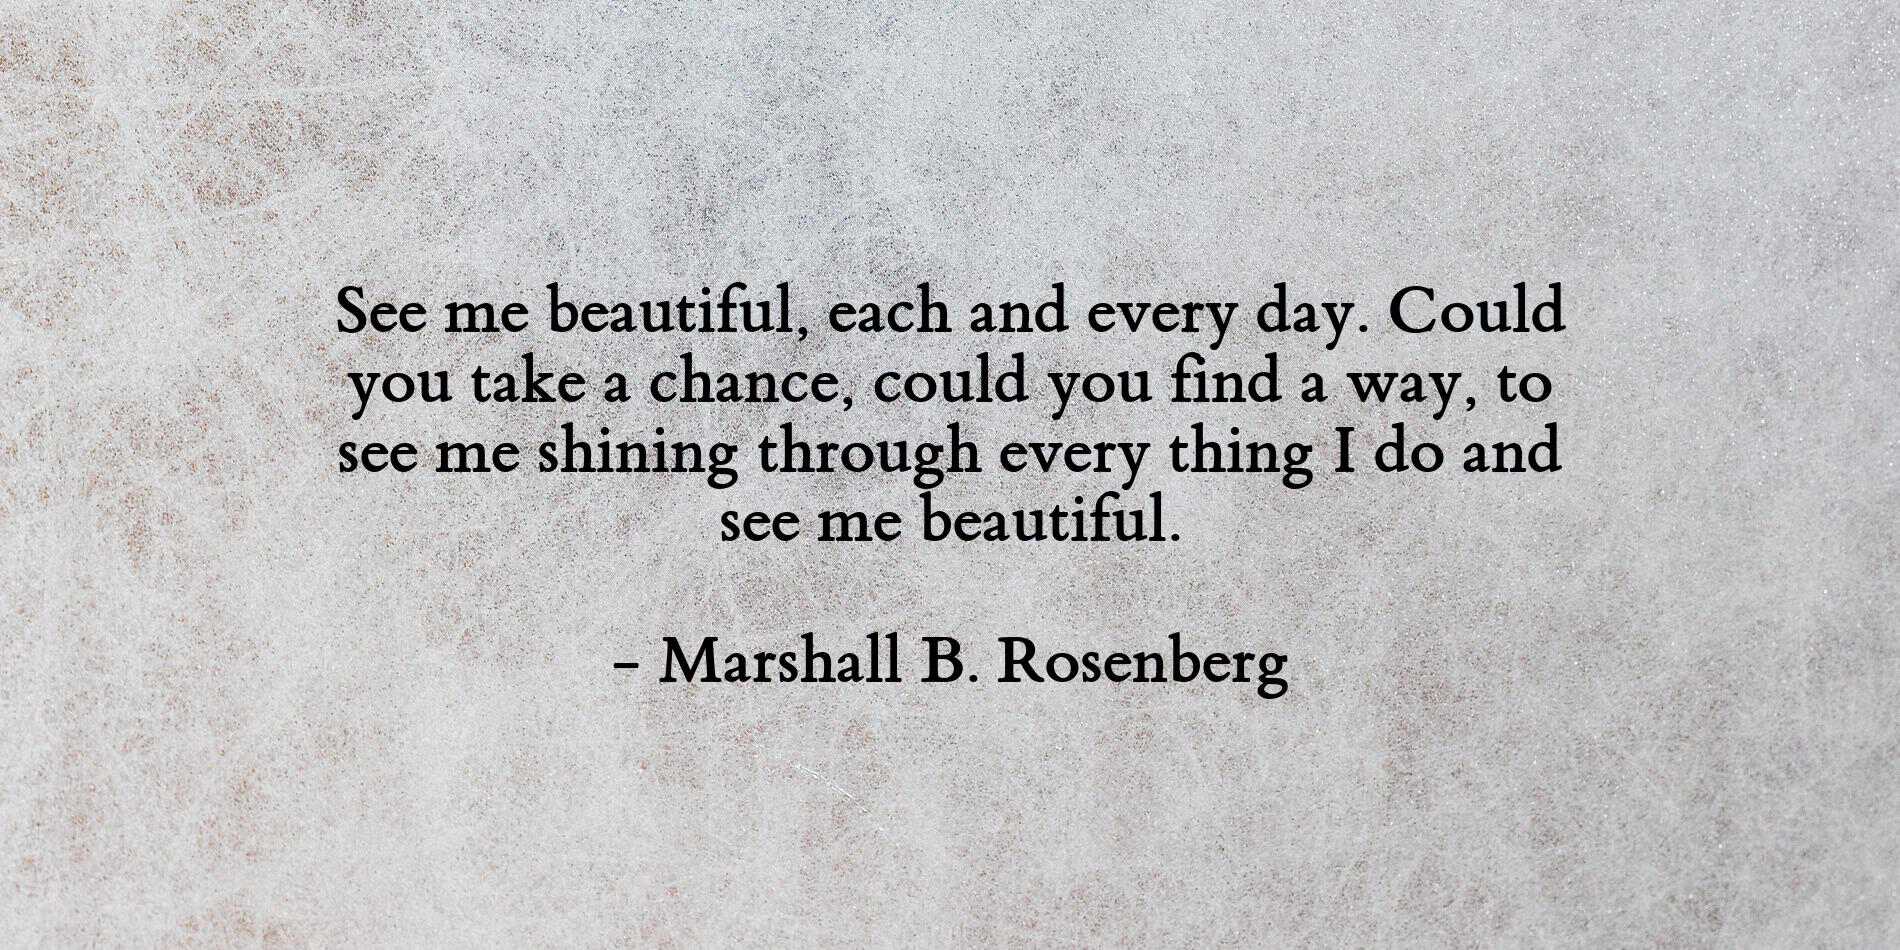 See me beautiful, each and every day. Could
you take a chance, could you find a way, to
see me shining through every thing I do and
see me beautiful.
- Marshall B. Rosenberg